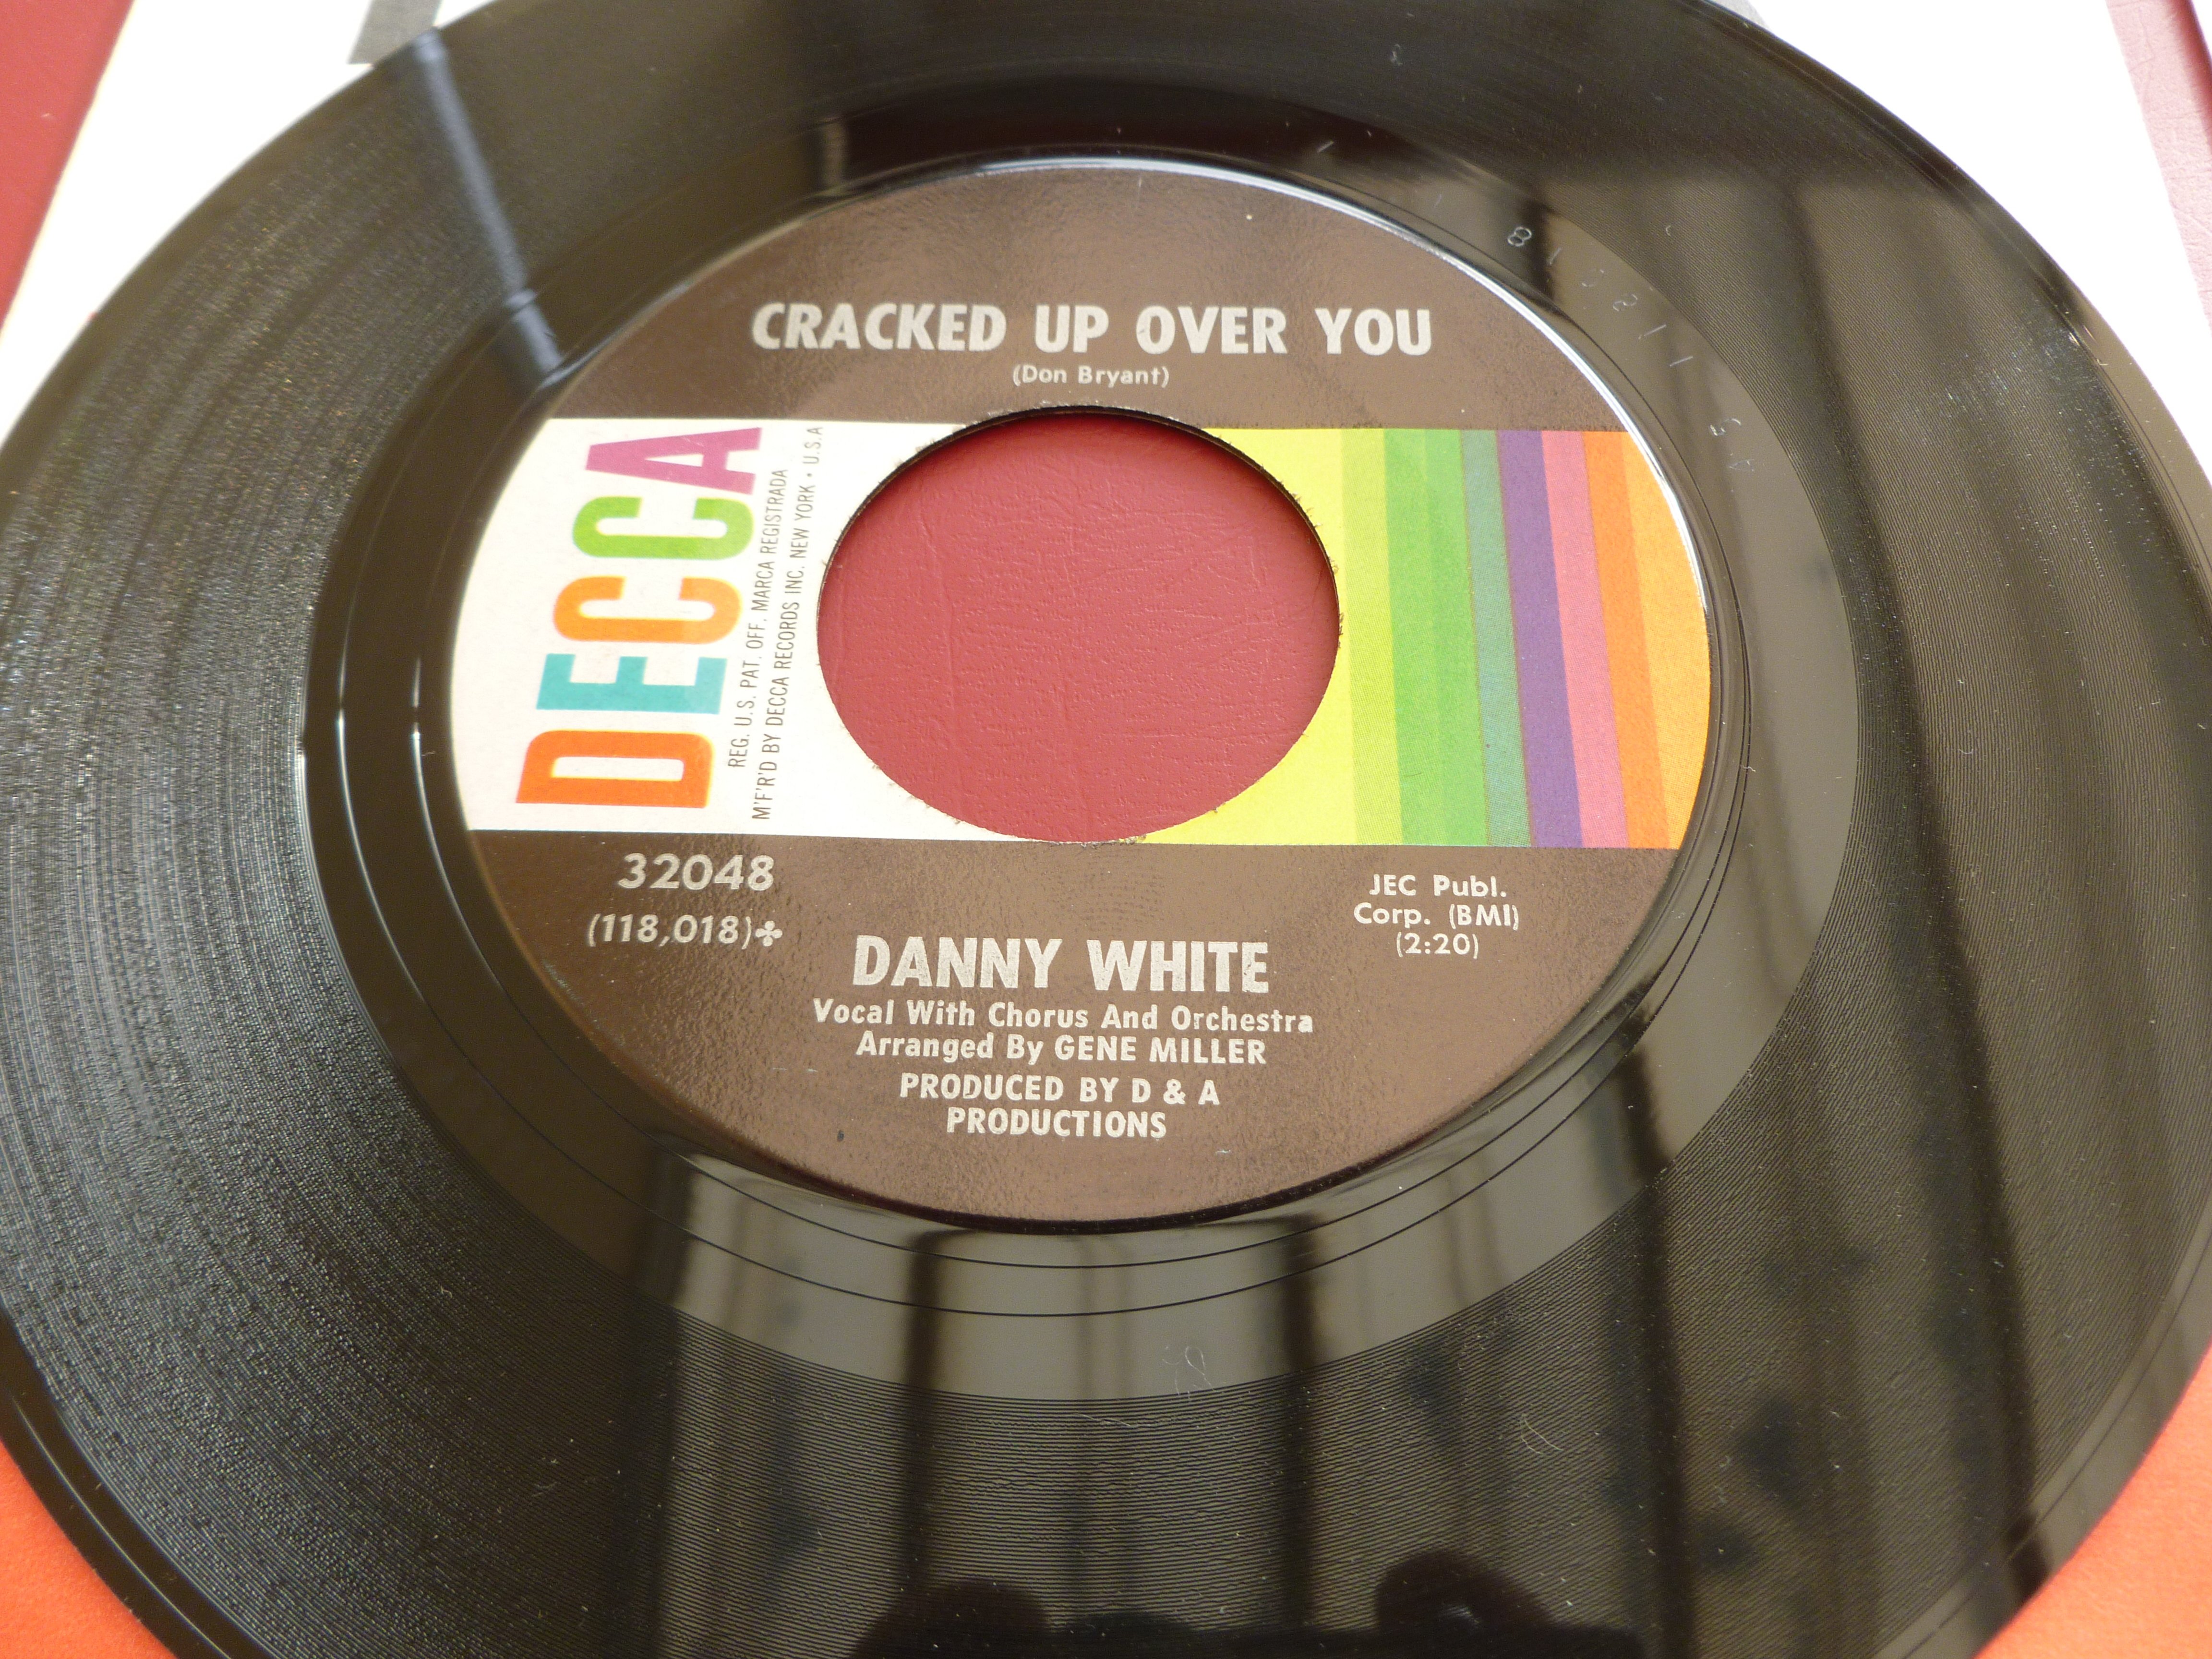 CRACKED UP OVER YOU
(Don Bryant)
DECCA
REG. U.S. PAT. OFF. MARCA REGISTRADA
M'F'R'D BY DECCA RECORDS INC. NEW YORK • U.S.A
32048
(118,018)✤
JEC Publ.
Corp. (BMI)
(2:20)
DANNY WHITE
Vocal With Chorus And Orchestra
Arranged By GENE MILLER
PRODUCED BY D & A
PRODUCTIONS